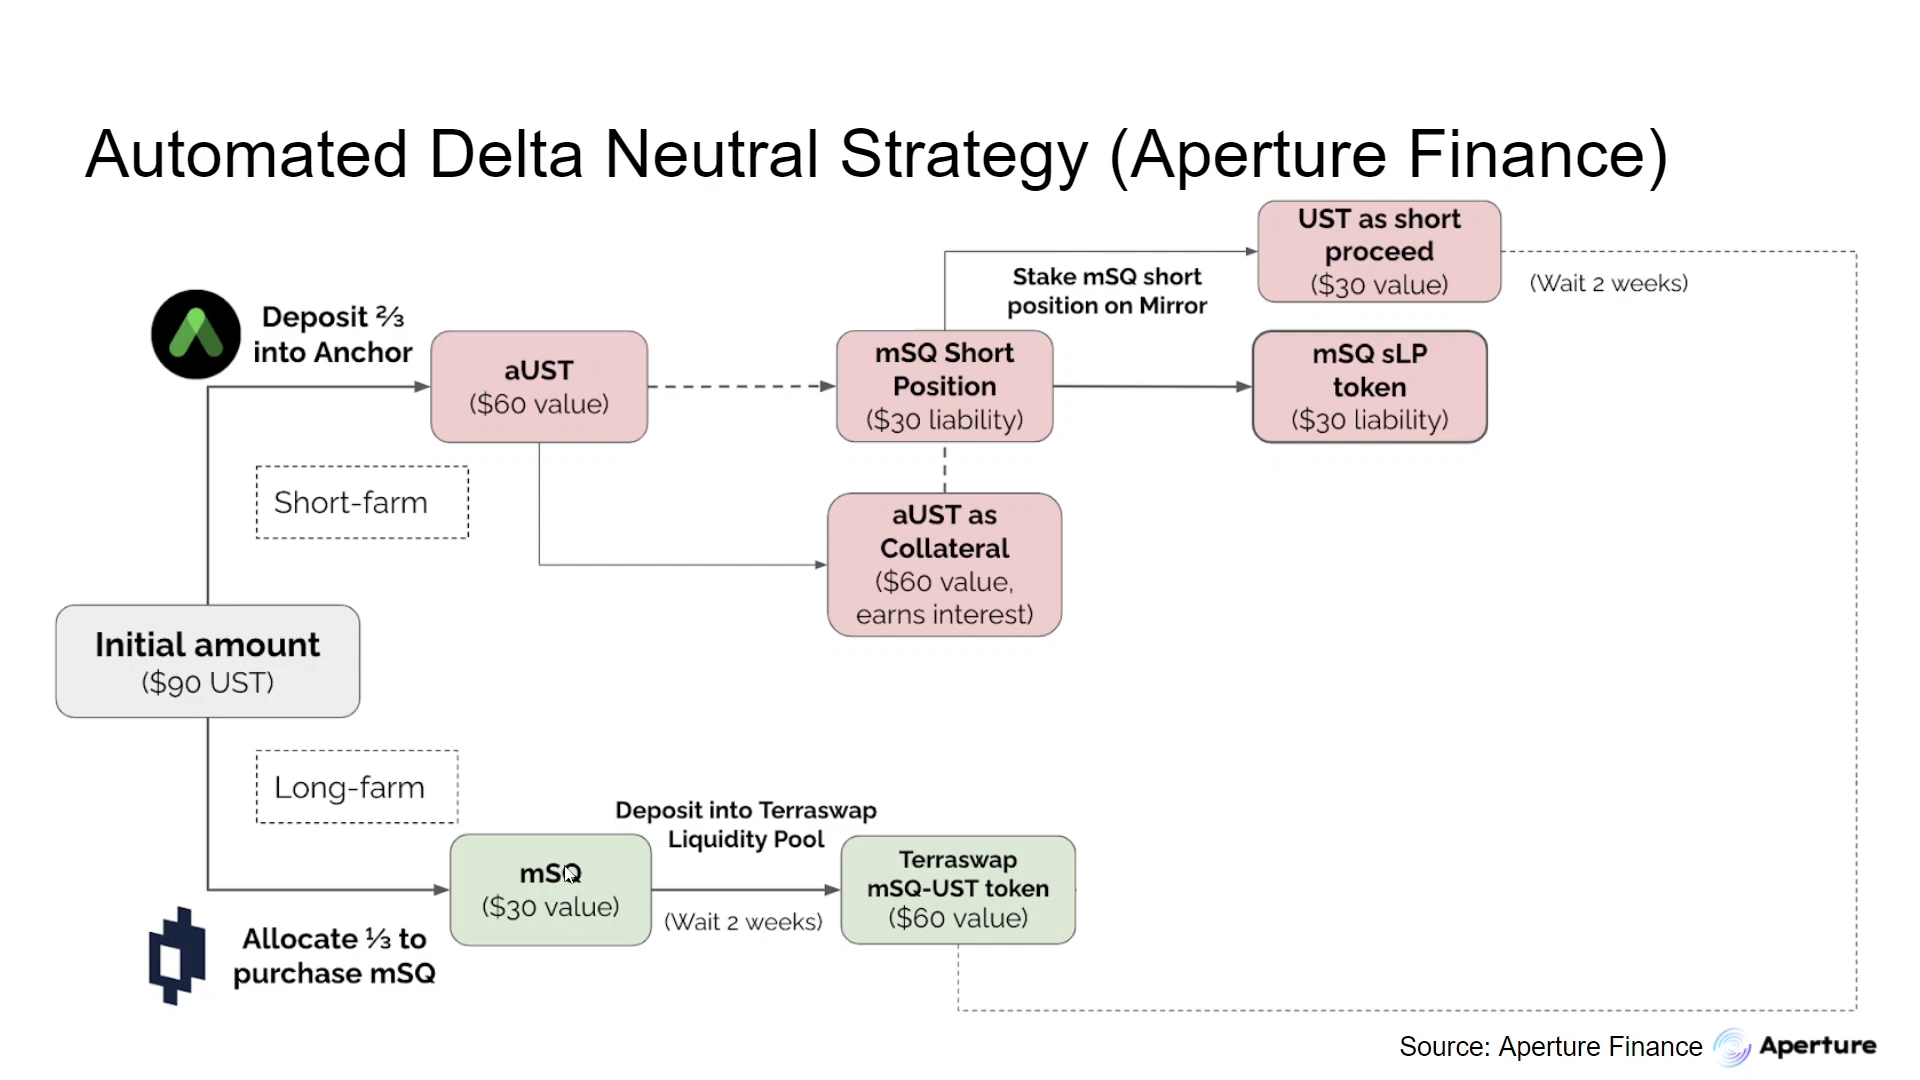 Automated Delta Neutral Strategy (Aperture Finance)
UST as short
proceed
($30 value)
(Wait 2 weeks)
Stake mSQ short
position on Mirror
Deposit ⅔
into Anchor
aUST
($60 value)
mSQ Short
Position
($30 liability)
mSQ sLP
token
($30 liability)
Short-farm
aUST as
Collateral
($60 value,
earns interest)
Initial amount
($90 UST)
Long-farm
Deposit into Terraswap
Liquidity Pool
mSQ
($30 value)
(Wait 2 weeks)
Terraswap
mSQ-UST token
($60 value)
Allocate ⅓ to
purchase mSQ
Source: Aperture Finance
Aperture